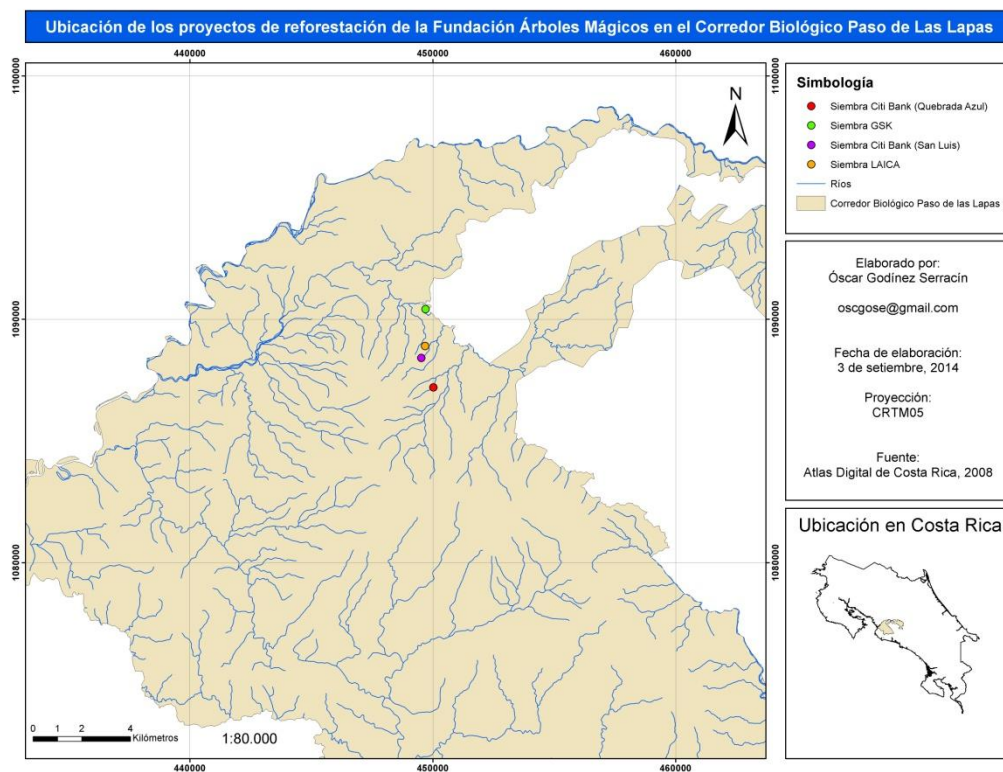 Ubicación de los proyectos de reforestación de la Fundación Árboles Mágicos en el Corredor Biológico Paso de Las Lapas
440000 450000 460000
1100000 1100000
1090000 1090000
1080000 1080000
N
0 1 2 4
Kilómetros
1:80.000
440000 450000 460000
Simbología
Siembra Citi Bank (Quebrada Azul)
Siembra GSK
Siembra Citi Bank (San Luis)
Siembra LAICA
Ríos
Corredor Biológico Paso de las Lapas
Elaborado por:
Óscar Godínez Serracín
oscgose@gmail.com
Fecha de elaboración:
3 de setiembre, 2014
Proyección:
CRTM05
Fuente:
Atlas Digital de Costa Rica, 2008
Ubicación en Costa Rica